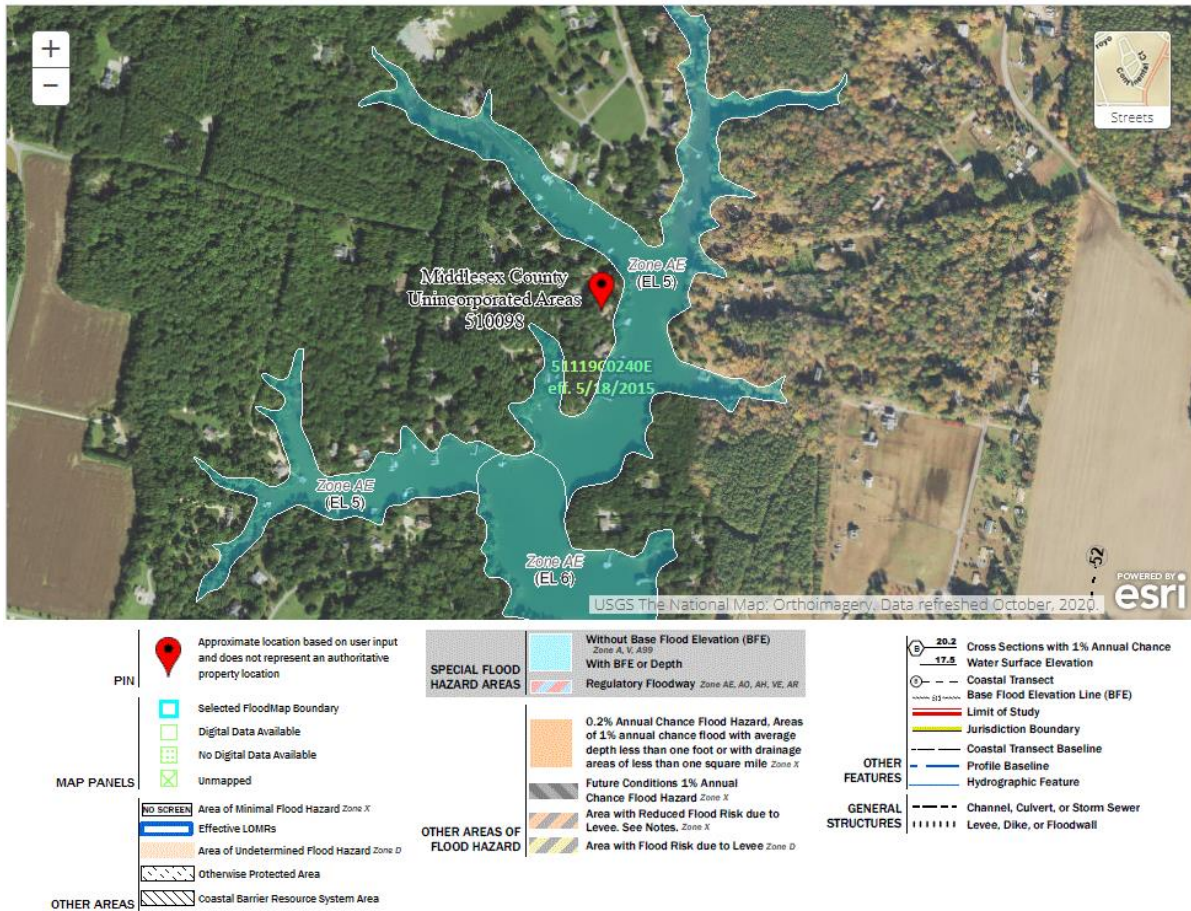 +
−
royo
Continental Ct
Streets
Zone AE
(EL 5)
Middlesex County
Unincorporated Areas
510098
51119C0240E
eff. 5/18/2015
Zone AE
(EL 5)
Zone AE
(EL 6)
52
POWERED BY
esri
USGS The National Map: Orthoimagery. Data refreshed October, 2020.
PIN
Approximate location based on user input
and does not represent an authoritative
property location
MAP PANELS
Selected FloodMap Boundary
Digital Data Available
No Digital Data Available
Unmapped
OTHER AREAS
NO SCREEN Area of Minimal Flood Hazard Zone X
Effective LOMRs
Area of Undetermined Flood Hazard Zone D
Otherwise Protected Area
Coastal Barrier Resource System Area
SPECIAL FLOOD
HAZARD AREAS
Without Base Flood Elevation (BFE)
Zone A, V, A99
With BFE or Depth
Regulatory Floodway Zone AE, AO, AH, VE, AR
OTHER AREAS OF
FLOOD HAZARD
0.2% Annual Chance Flood Hazard, Areas
of 1% annual chance flood with average
depth less than one foot or with drainage
areas of less than one square mile Zone X
Future Conditions 1% Annual
Chance Flood Hazard Zone X
Area with Reduced Flood Risk due to
Levee. See Notes. Zone X
Area with Flood Risk due to Levee Zone D
OTHER
FEATURES
B 20.2 Cross Sections with 1% Annual Chance
17.5 Water Surface Elevation
8 Coastal Transect
513 Base Flood Elevation Line (BFE)
Limit of Study
Jurisdiction Boundary
Coastal Transect Baseline
Profile Baseline
Hydrographic Feature
GENERAL
STRUCTURES
Channel, Culvert, or Storm Sewer
Levee, Dike, or Floodwall